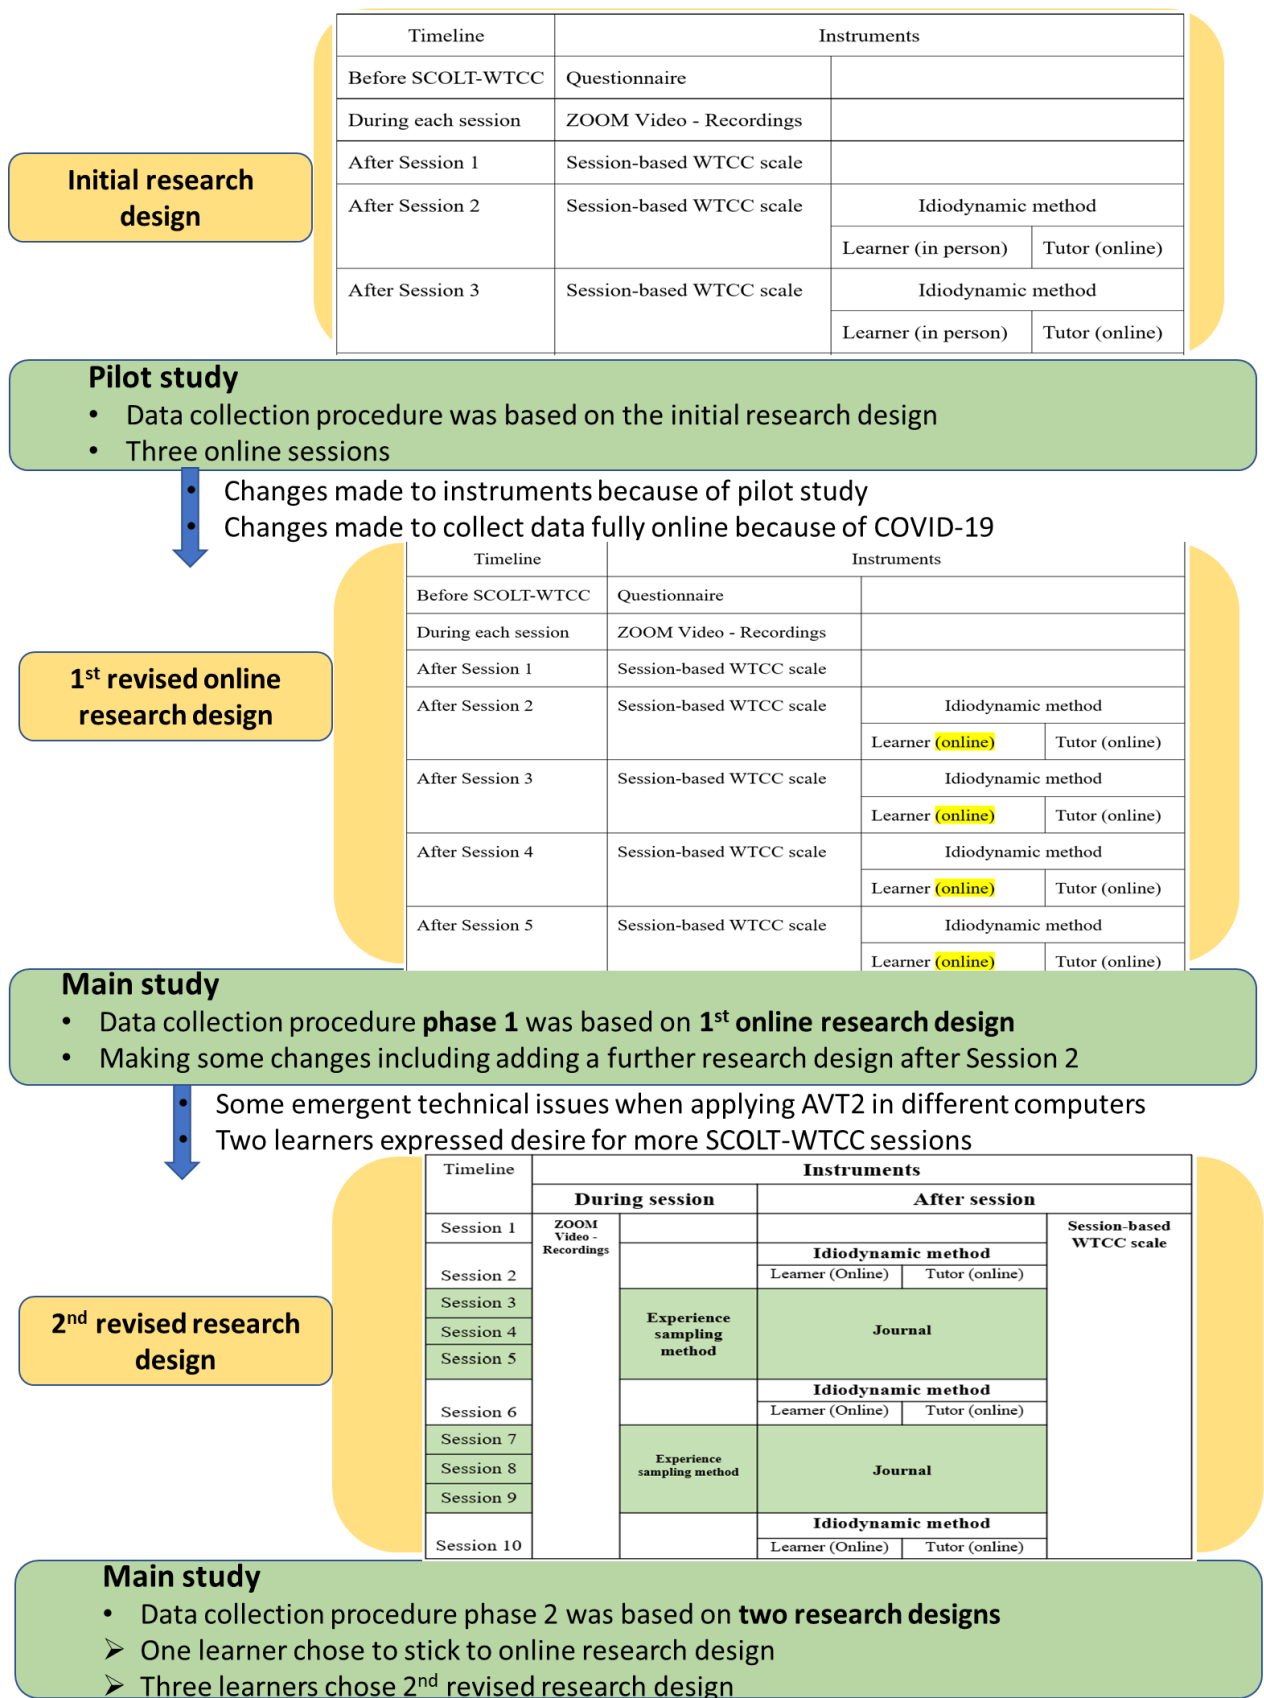 Timeline Instruments
Before SCOLT-WTCC Questionnaire
During each session ZOOM Video - Recordings
After Session 1 Session-based WTCC scale
Initial research
design
After Session 2 Session-based WTCC scale Idiodynamic method
Learner (in person) Tutor (online)
After Session 3 Session-based WTCC scale Idiodynamic method
Learner (in person) Tutor (online)
Pilot study
• Data collection procedure was based on the initial research design
• Three online sessions
• Changes made to instruments because of pilot study
• Changes made to collect data fully online because of COVID-19
Timeline Instruments
Before SCOLT-WTCC Questionnaire
During each session ZOOM Video - Recordings
After Session 1 Session-based WTCC scale
1st revised online
research design
After Session 2 Session-based WTCC scale Idiodynamic method
Learner (online) Tutor (online)
After Session 3 Session-based WTCC scale Idiodynamic method
Learner (online) Tutor (online)
After Session 4 Session-based WTCC scale Idiodynamic method
Learner (online) Tutor (online)
After Session 5 Session-based WTCC scale Idiodynamic method
Learner (online) Tutor (online)
Main study
• Data collection procedure phase 1 was based on 1st online research design
• Making some changes including adding a further research design after Session 2
• Some emergent technical issues when applying AVT2 in different computers
• Two learners expressed desire for more SCOLT-WTCC sessions
Timeline Instruments
During session After session
Session 1 ZOOM Video - Recordings Session-based WTCC scale
Idiodynamic method
Session 2 Learner (Online) Tutor (online)
2nd revised research
design
Session 3
Session 4 Experience sampling method Journal
Session 5
Idiodynamic method
Session 6 Learner (Online) Tutor (online)
Session 7
Session 8 Experience sampling method Journal
Session 9
Idiodynamic method
Session 10 Learner (Online) Tutor (online)
Main study
• Data collection procedure phase 2 was based on two research designs
➢ One learner chose to stick to online research design
➢ Three learners chose 2nd revised research design